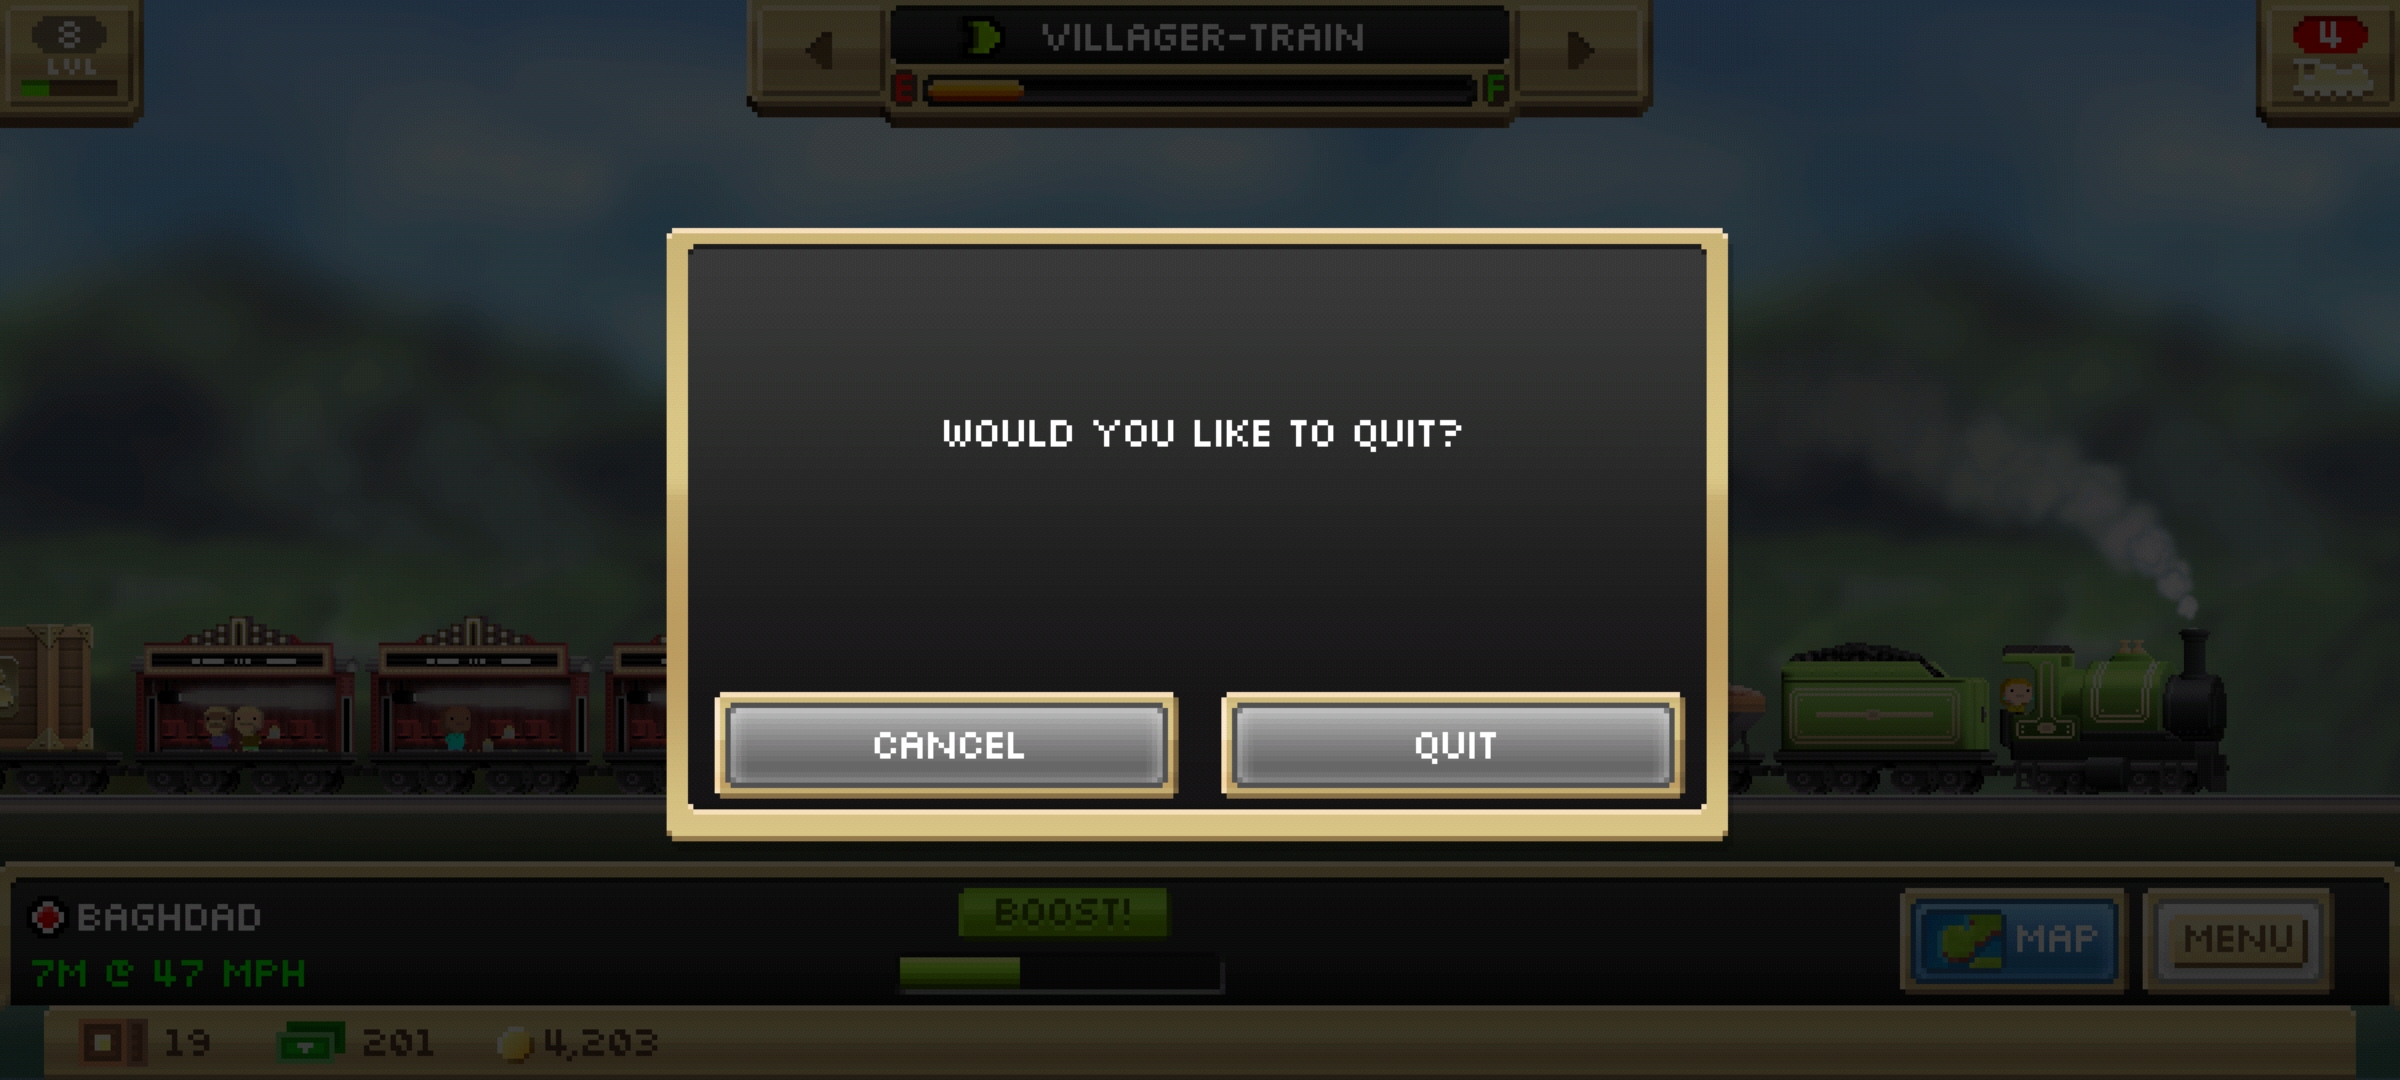 8
LVL
VILLAGER-TRAIN
E
F
4
WOULD YOU LIKE TO QUIT?
CANCEL
QUIT
BAGHDAD
7M @ 47 MPH
BOOST!
MAP
MENU
19
201
4,203